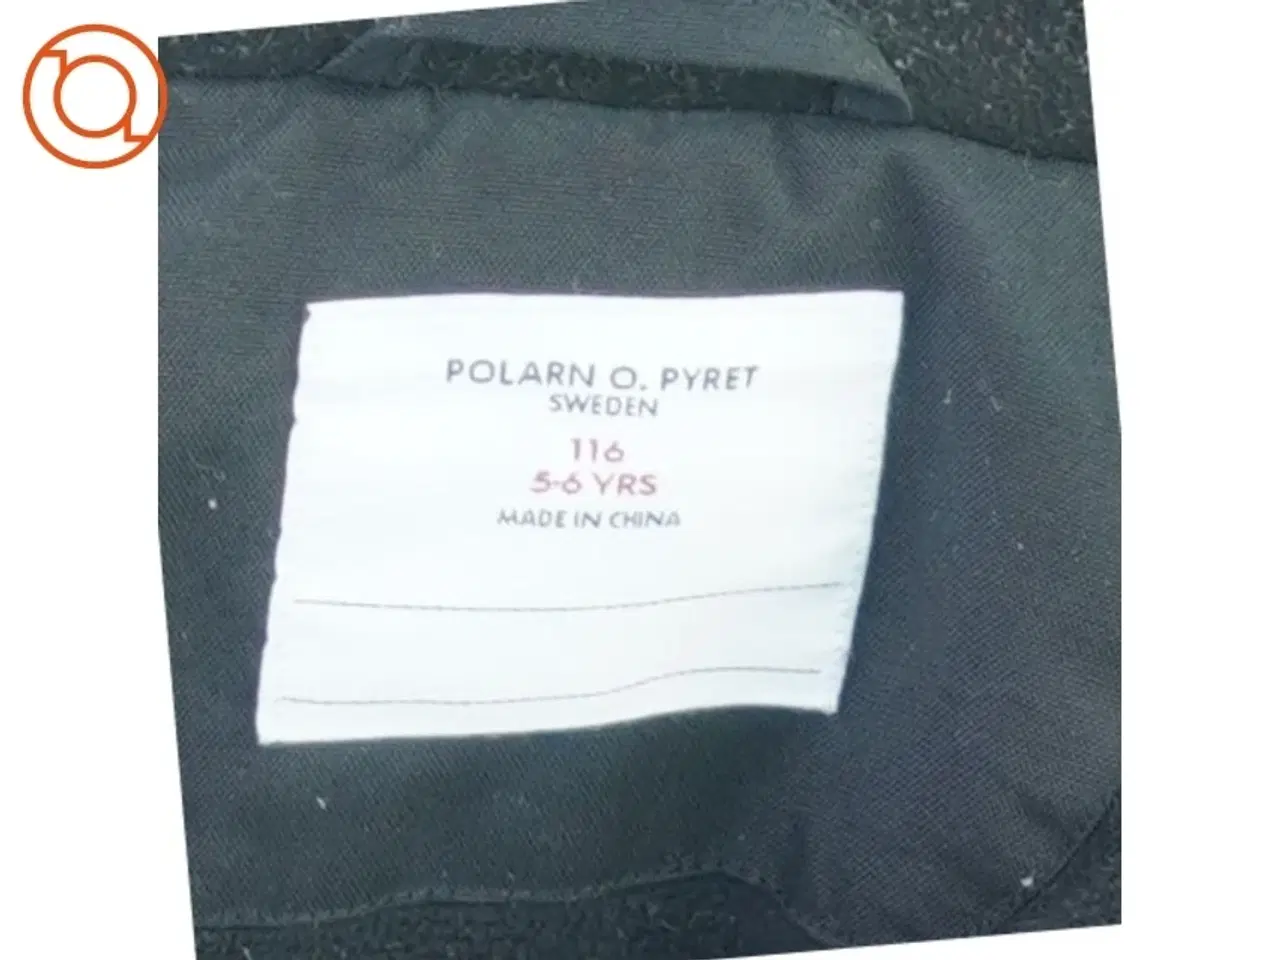 POLARN O. PYRET
SWEDEN
116
5-6 YRS
MADE IN CHINA